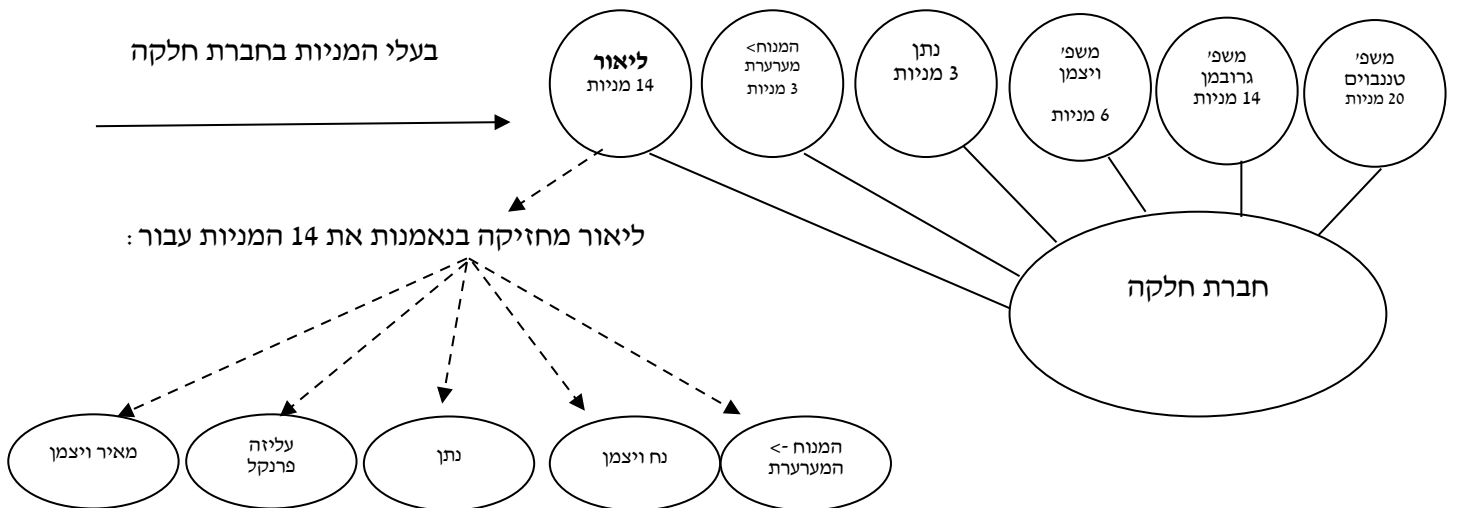 בעלי המניות בחברת חלקה
משפ'
טננבוים
20 מניות
משפ'
גרובמן
14 מניות
משפ'
ויצמן
6 מניות
נתן
3 מניות
המנוח>
מערערת
3 מניות
ליאור
14 מניות
ליאור מחזיקה בנאמנות את 14 המניות עבור :
חברת חלקה
המנוח ->
המערערת
נח ויצמן
נתן
עליזה
פרנקל
מאיר ויצמן